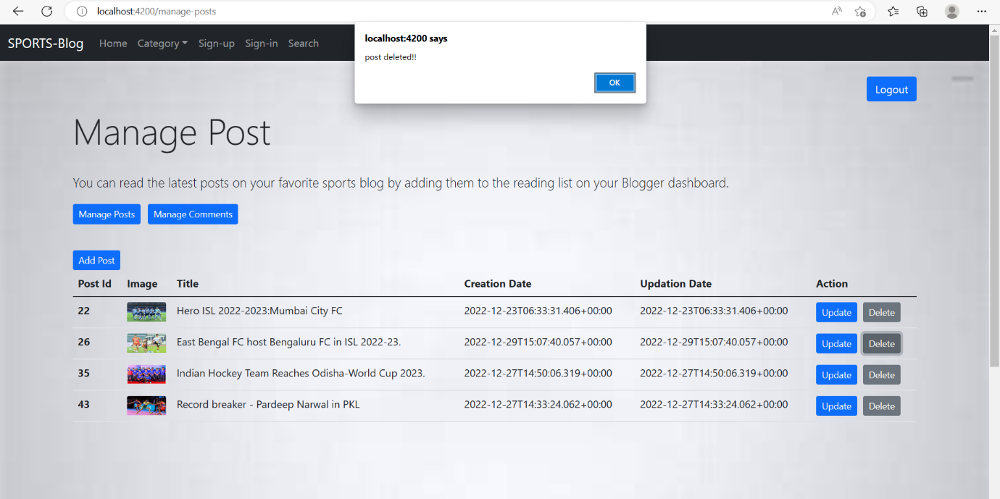 localhost:4200/manage-posts
SPORTS-Blog Home Category Sign-up Sign-in Search
localhost:4200 says
post deleted!!
OK
Logout
Manage Post
You can read the latest posts on your favorite sports blog by adding them to the reading list on your Blogger dashboard.
Manage Posts Manage Comments
Add Post
Post Id Image Title Creation Date Updation Date Action
22 Hero ISL 2022-2023:Mumbai City FC 2022-12-23T06:33:31.406+00:00 2022-12-23T06:33:31.406+00:00 Update Delete
26 East Bengal FC host Bengaluru FC in ISL 2022-23. 2022-12-29T15:07:40.057+00:00 2022-12-29T15:07:40.057+00:00 Update Delete
35 Indian Hockey Team Reaches Odisha-World Cup 2023. 2022-12-27T14:50:06.319+00:00 2022-12-27T14:50:06.319+00:00 Update Delete
43 Record breaker - Pardeep Narwal in PKL 2022-12-27T14:33:24.062+00:00 2022-12-27T14:33:24.062+00:00 Update Delete